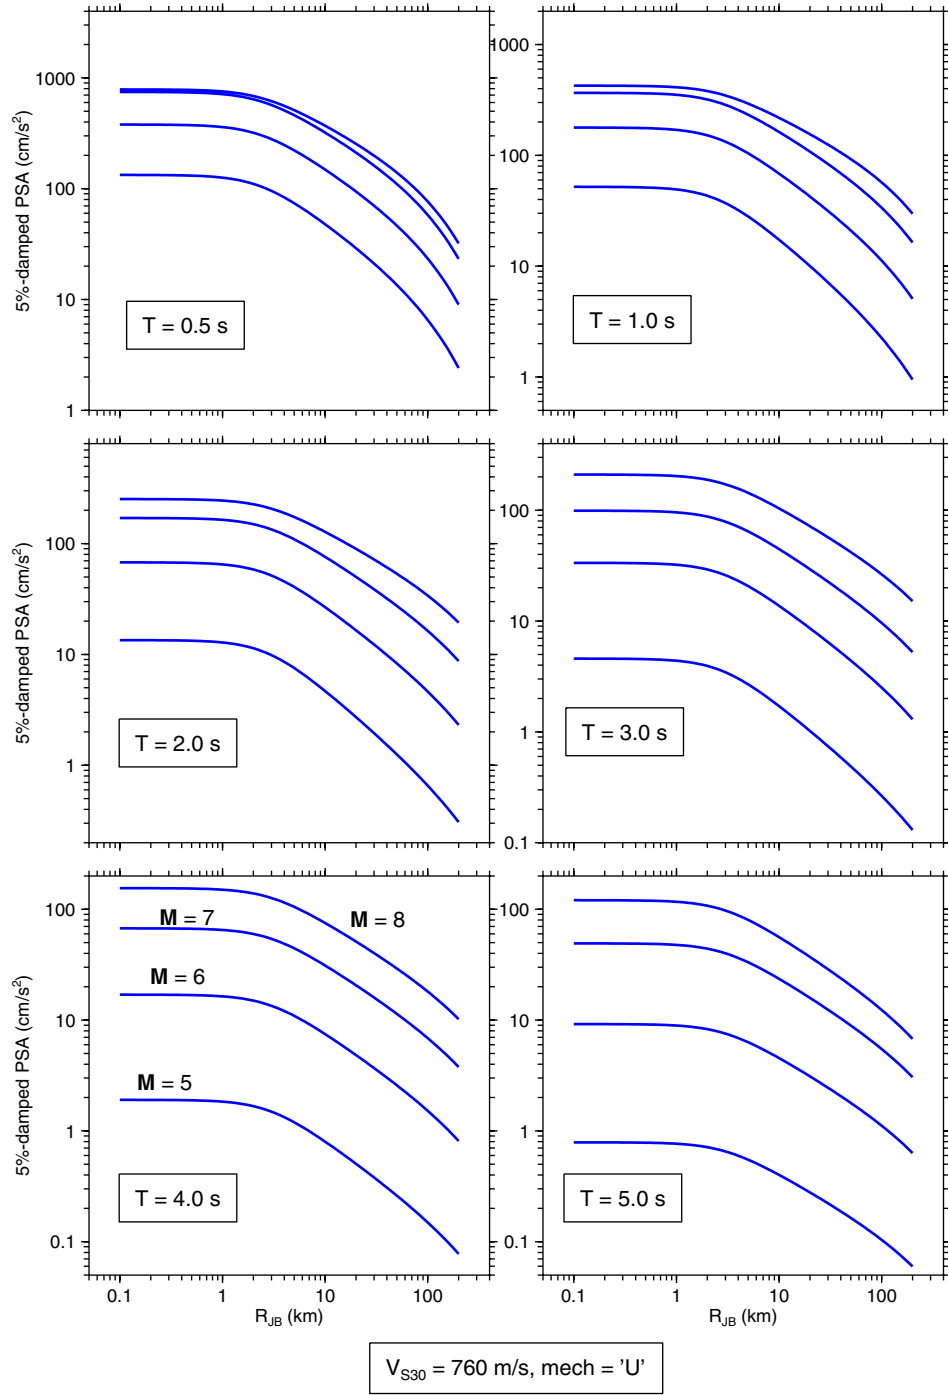 1000
100
10
1
5%-damped PSA (cm/s²)
T = 0.5 s
1000
100
10
1
T = 1.0 s
100
10
1
5%-damped PSA (cm/s²)
T = 2.0 s
100
10
1
0.1
T = 3.0 s
100
10
1
0.1
5%-damped PSA (cm/s²)
M = 7
M = 8
M = 6
M = 5
T = 4.0 s
0.1 1 10 100
R_JB (km)
100
10
1
0.1
T = 5.0 s
0.1 1 10 100
R_JB (km)
V_S30 = 760 m/s, mech = 'U'